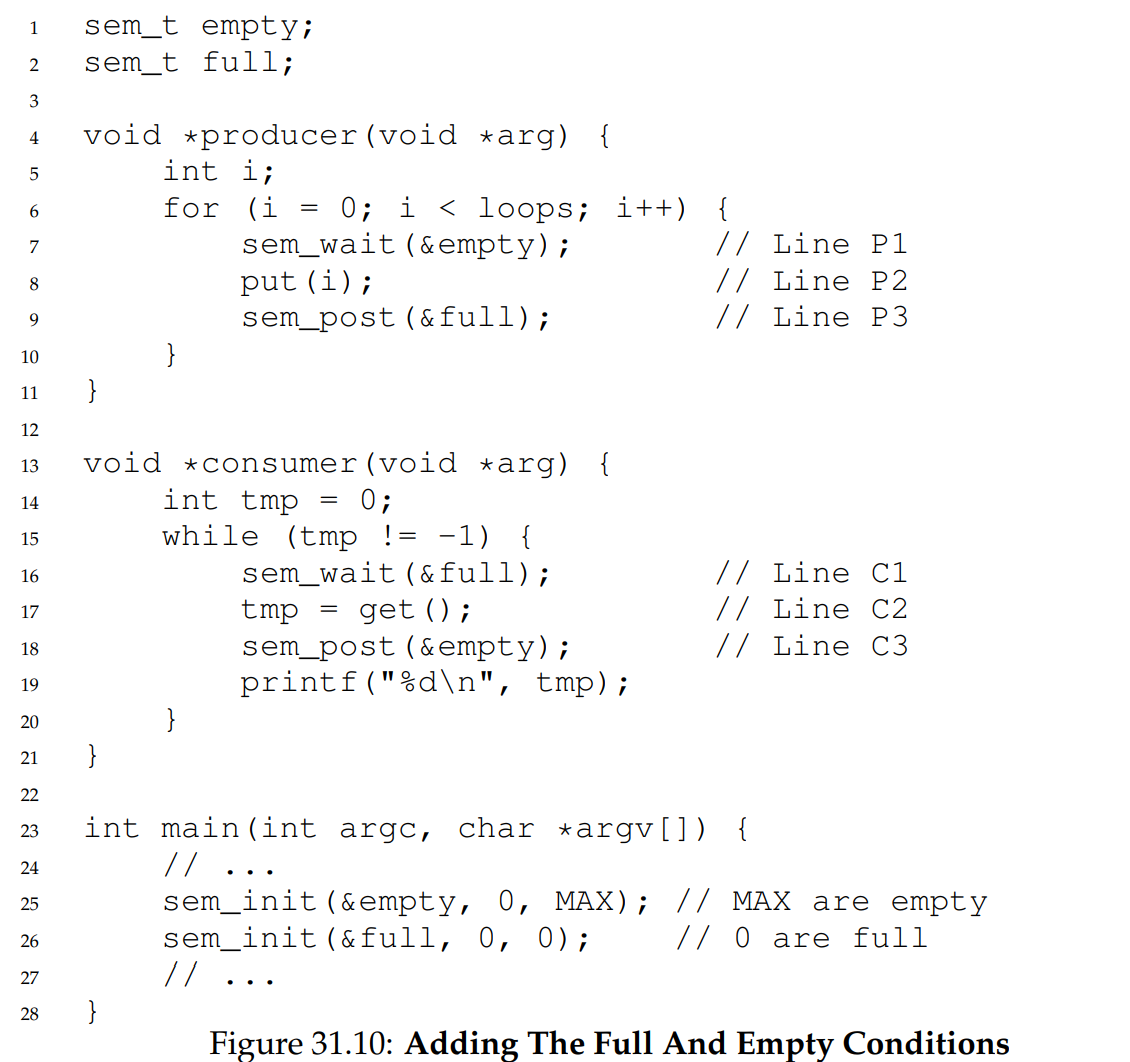 1 sem_t empty;
2 sem_t full;
3
4 void *producer(void *arg) {
5     int i;
6     for (i = 0; i < loops; i++) {
7         sem_wait(&empty);       // Line P1
8         put(i);                 // Line P2
9         sem_post(&full);        // Line P3
10     }
11 }
12
13 void *consumer(void *arg) {
14     int tmp = 0;
15     while (tmp != -1) {
16         sem_wait(&full);        // Line C1
17         tmp = get();            // Line C2
18         sem_post(&empty);       // Line C3
19         printf("%d\n", tmp);
20     }
21 }
22
23 int main(int argc, char *argv[]) {
24     // ...
25     sem_init(&empty, 0, MAX); // MAX are empty
26     sem_init(&full, 0, 0);    // 0 are full
27     // ...
28 }
Figure 31.10: Adding The Full And Empty Conditions